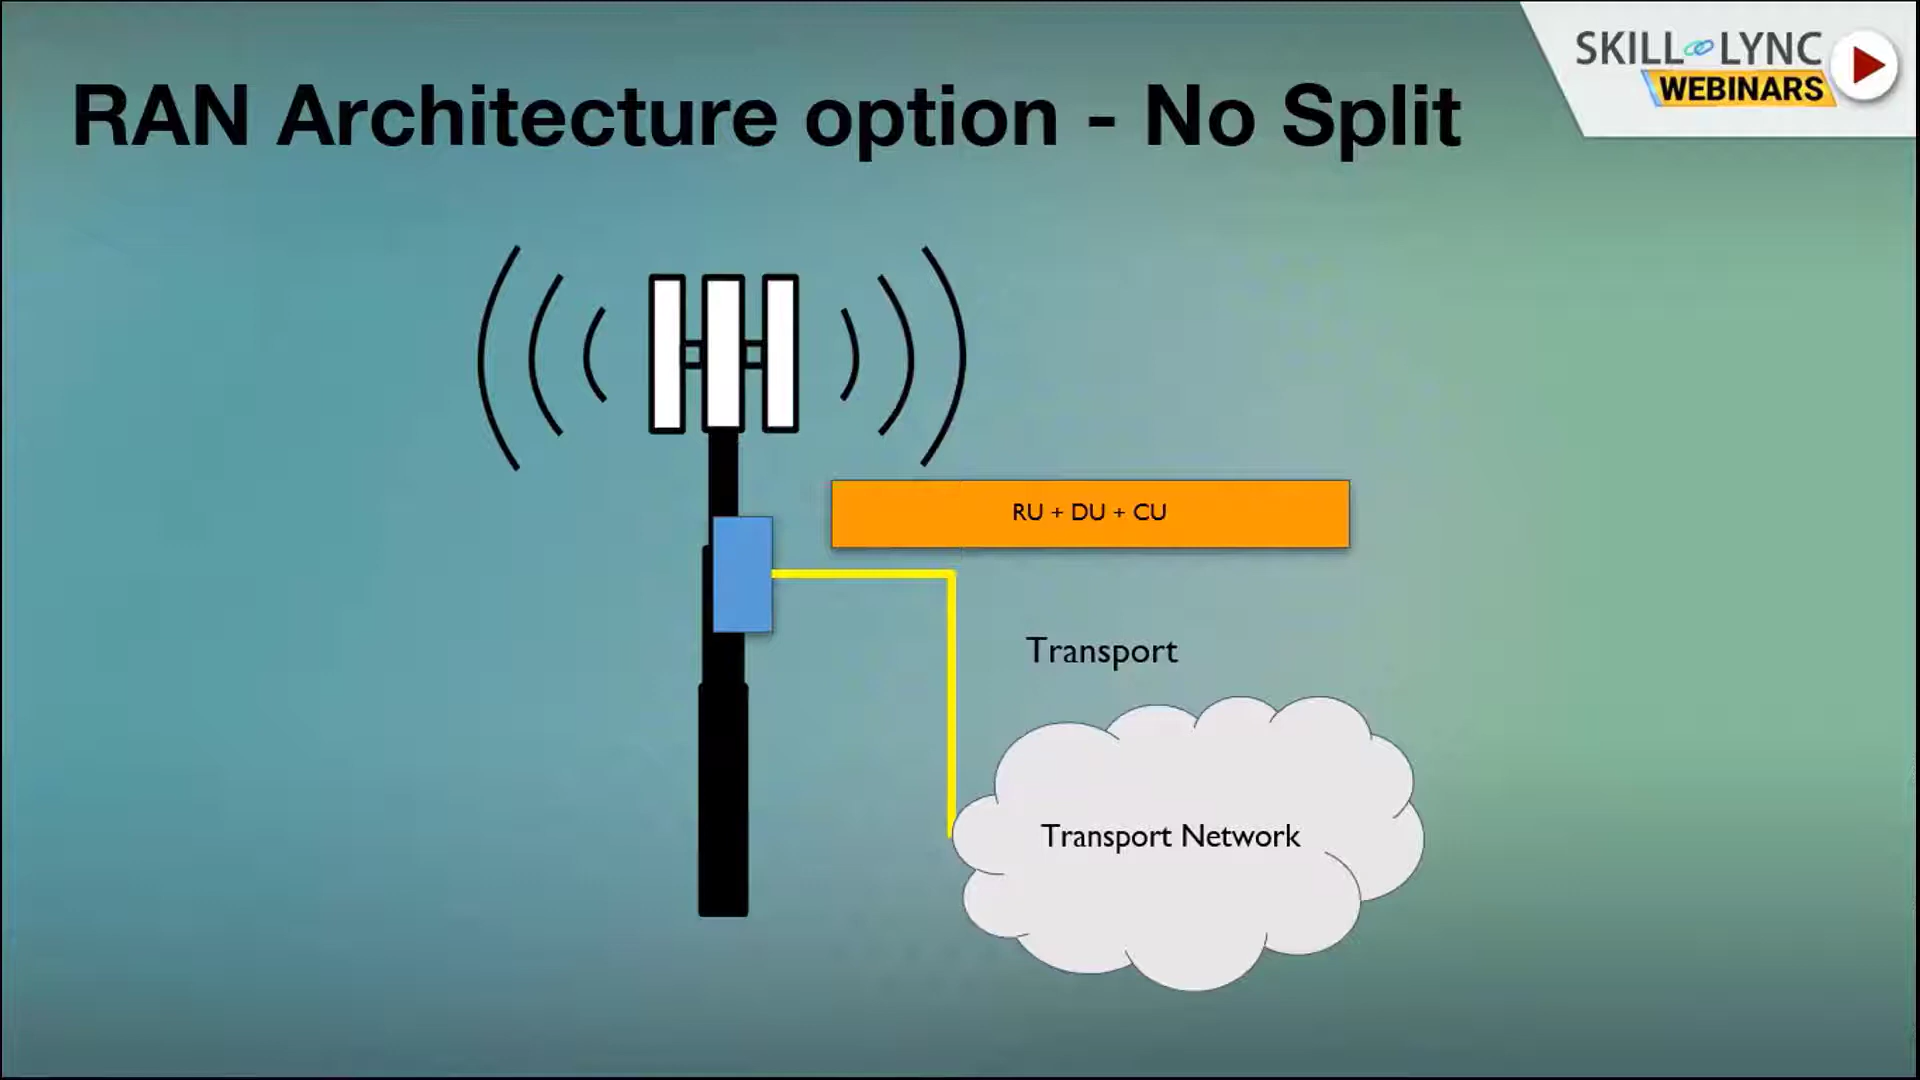 RAN Architecture option - No Split
SKILL LYNC
WEBINARS
RU + DU + CU
Transport
Transport Network